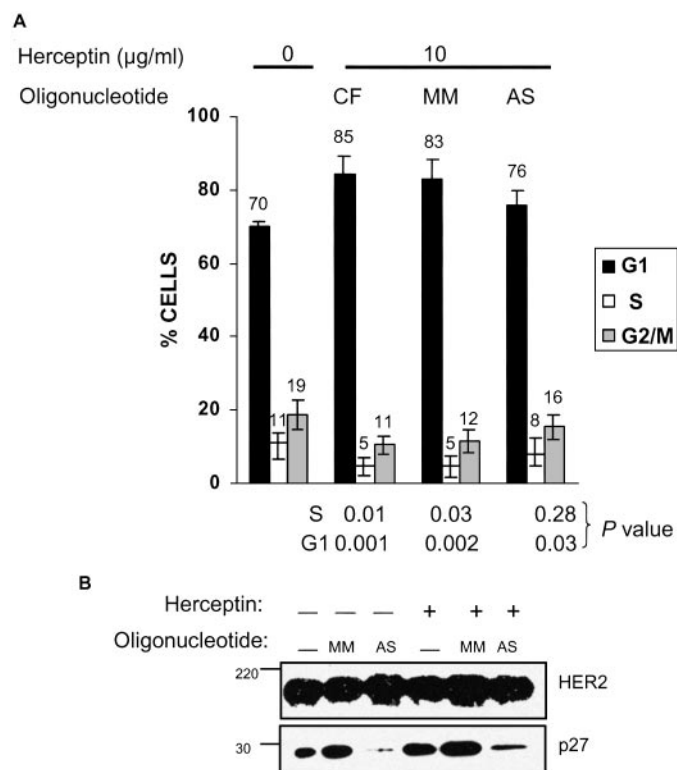 A
Herceptin (µg/ml) 0 10
Oligonucleotide CF MM AS
100
80
60
40
20
0
% CELLS
70 11 19
85 5 11
83 5 12
76 8 16
G1
S
G2/M
S 0.01 0.03 0.28
G1 0.001 0.002 0.03
P value
B
Herceptin: — — — + + +
Oligonucleotide: — MM AS — MM AS
220 HER2
30 p27